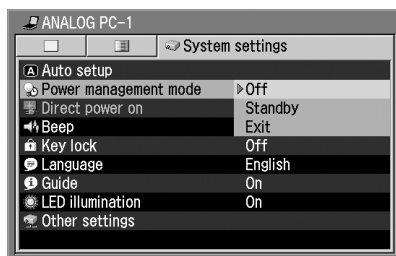 ANALOG PC-1
System settings
A Auto setup
Power management mode Off
Direct power on Standby
Beep Exit
Key lock Off
Language English
Guide On
LED illumination On
Other settings